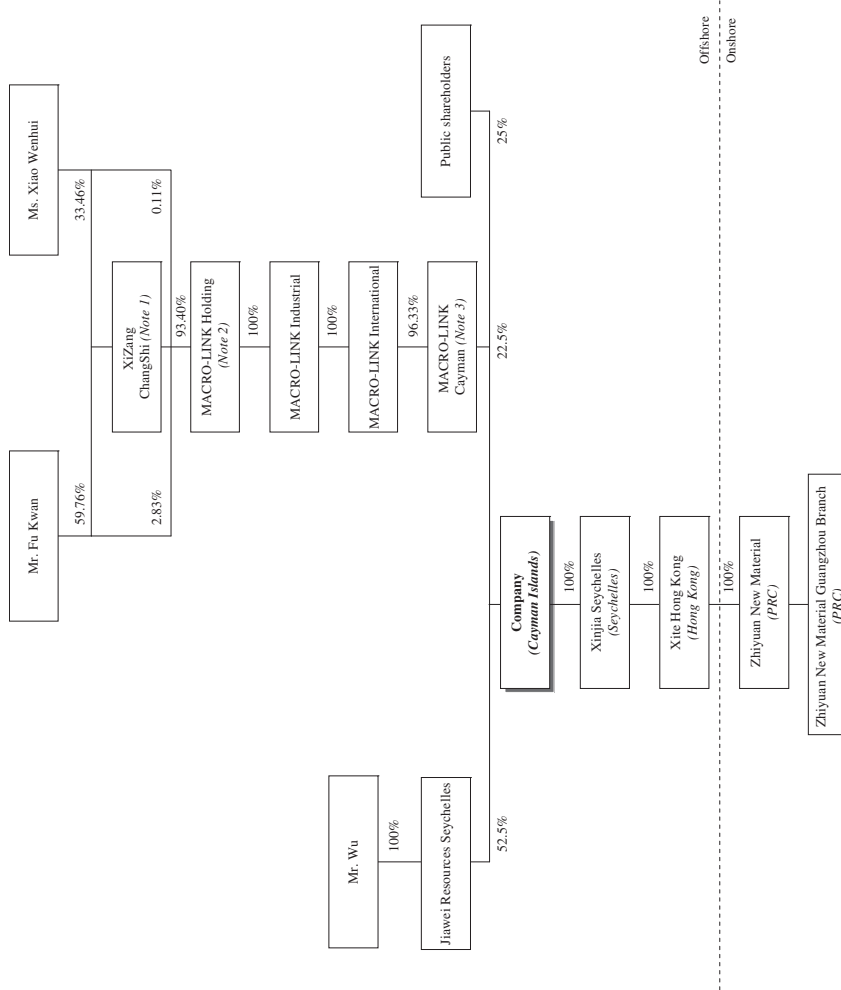 Mr. Fu Kwan
Ms. Xiao Wenhui
59.76%
33.46%
XiZang
ChangShi (Note 1)
2.83%
0.11%
93.40%
MACRO-LINK Holding
(Note 2)
100%
MACRO-LINK Industrial
100%
Mr. Wu
MACRO-LINK International
100%
96.33%
Jiawei Resources Seychelles
MACRO-LINK
Cayman (Note 3)
Public shareholders
52.5%
22.5%
25%
Company
(Cayman Islands)
100%
Xinjia Seychelles
(Seychelles)
100%
Xite Hong Kong
(Hong Kong)
Offshore
100%
Onshore
Zhiyuan New Material
(PRC)
Zhiyuan New Material Guangzhou Branch
(PRC)